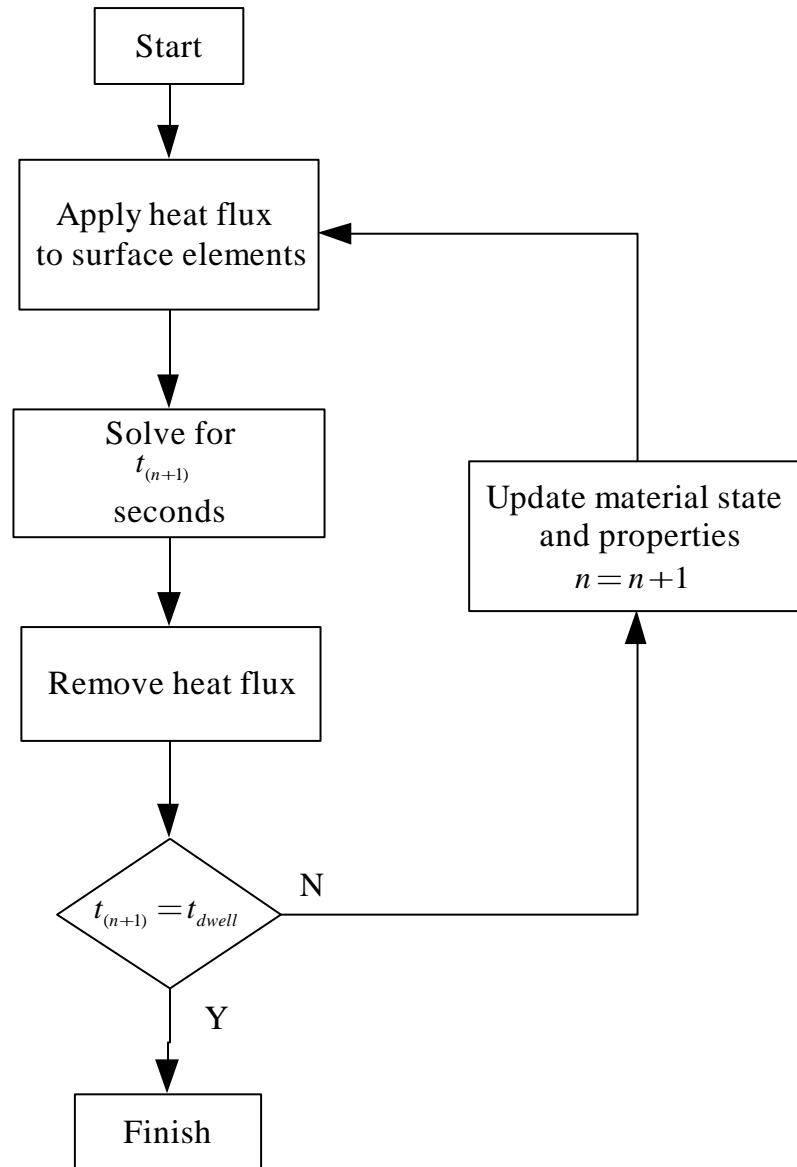 Start
Apply heat flux
to surface elements
Solve for
t(n+1)
seconds
Remove heat flux
t(n+1) = tdwell
N
Y
Update material state
and properties
n = n+1
Finish